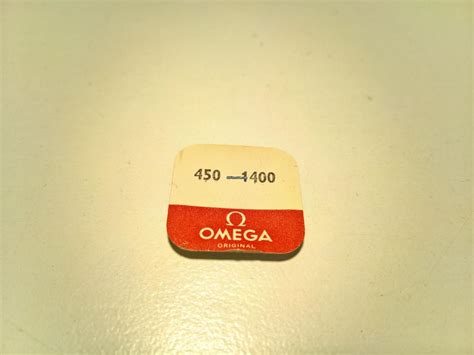 450 – 1400
Ω
OMEGA
ORIGINAL